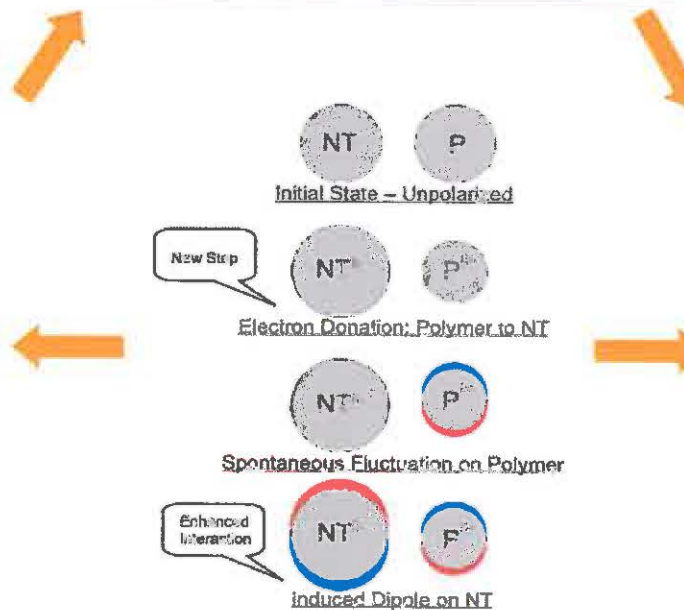 NT P
Initial State – Unpolarized
New Step
NT P
Electron Donation: Polymer to NT
NT P
Spontaneous Fluctuation on Polymer
Enhanced
Interaction
NT P
Induced Dipole on NT